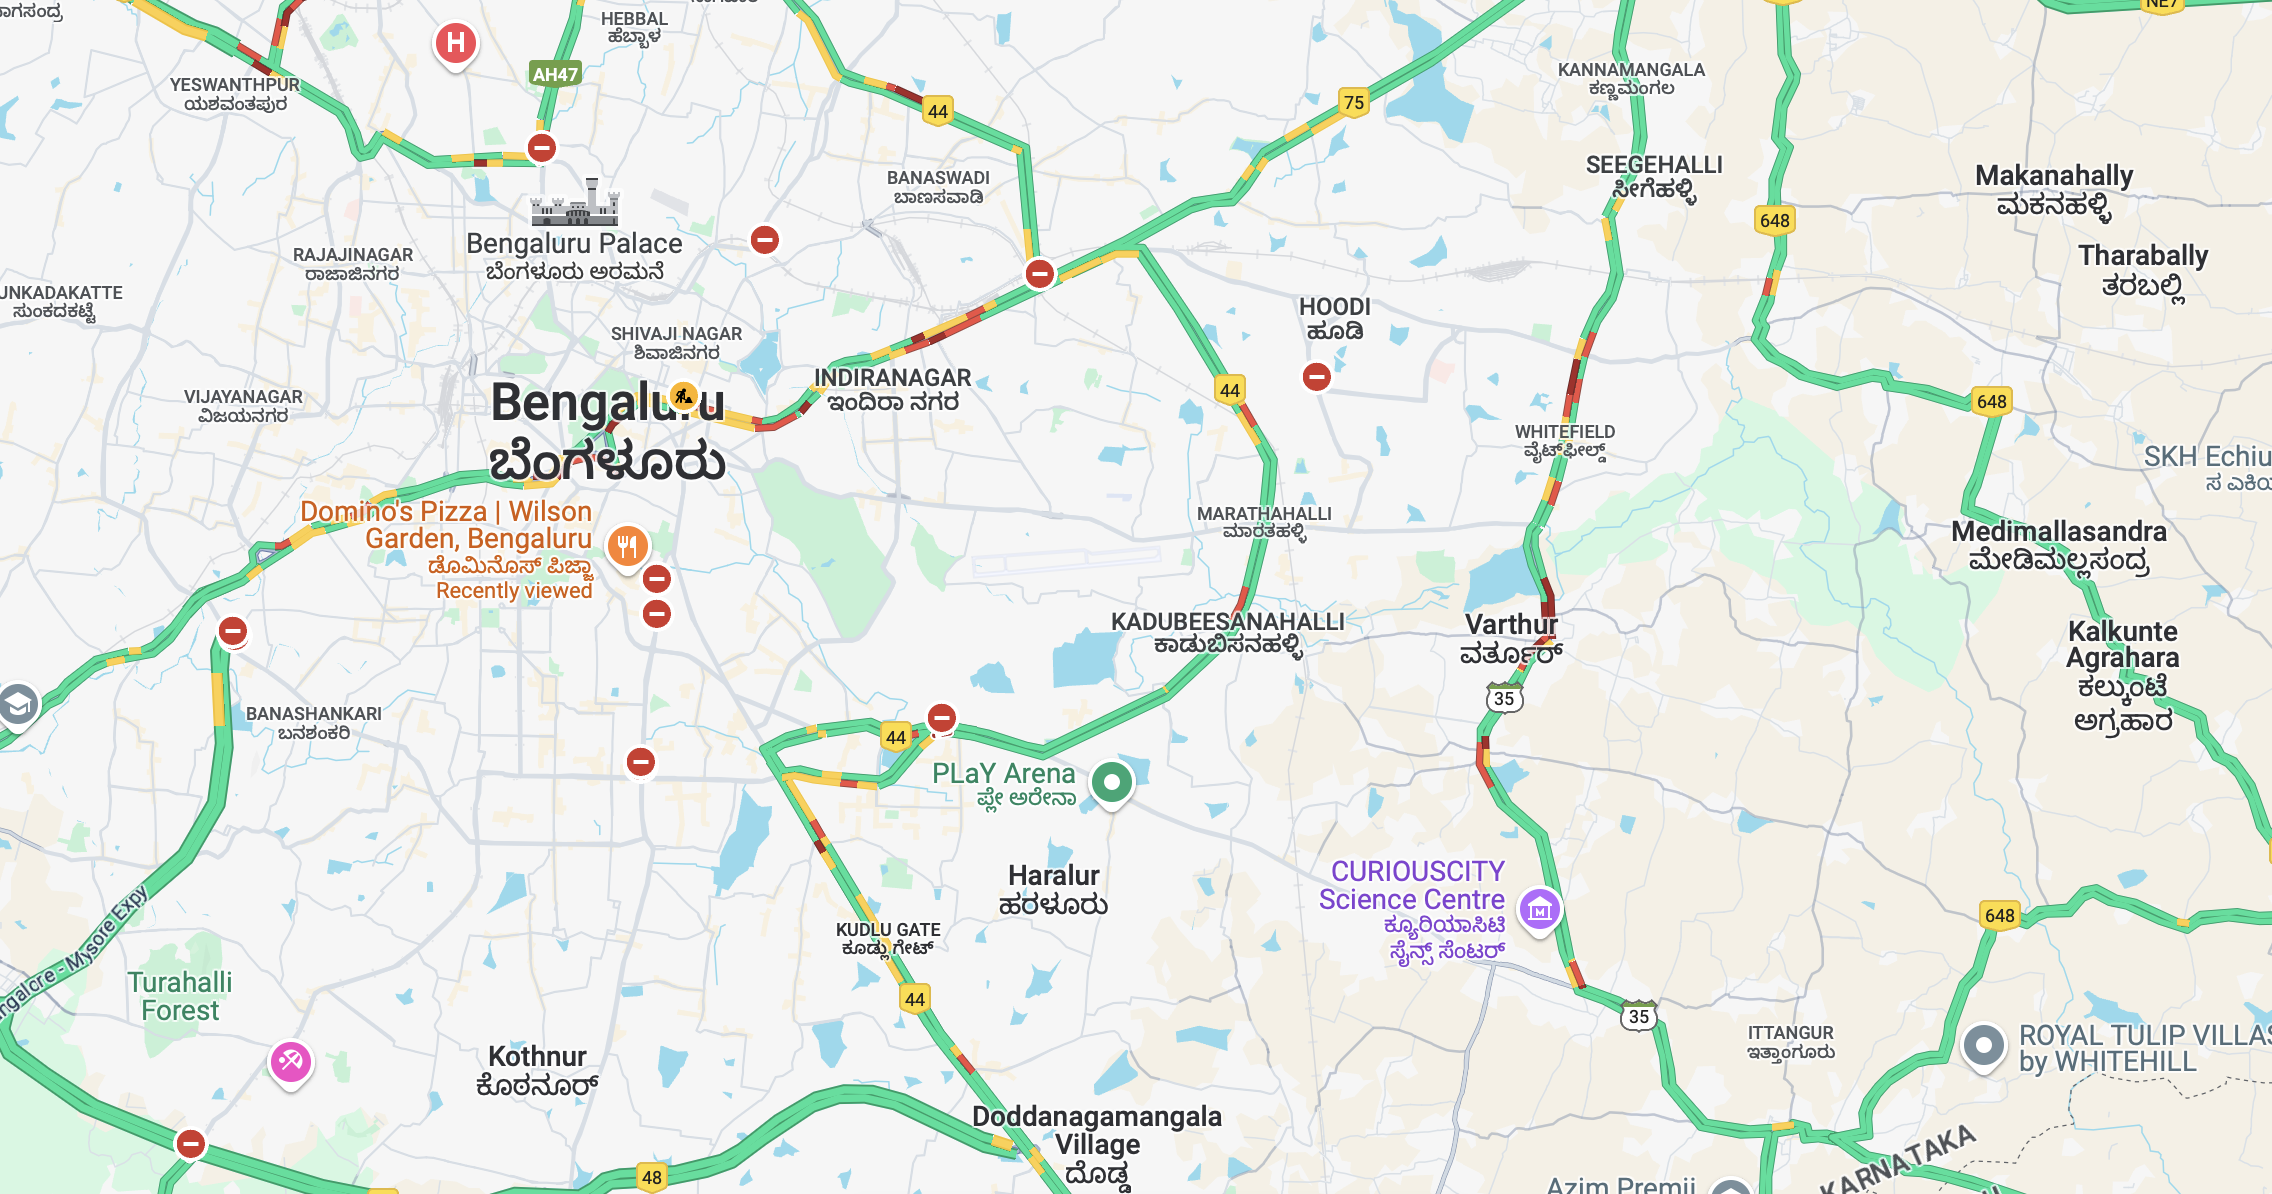 HEBBAL
ಹೆಬ್ಬಾಳ
NE7
H
AH47
YESWANTHPUR
ಯಶವಂತಪುರ
KANNAMANGALA
ಕಣ್ಣಮಂಗಲ
75
44
BANASWADI
ಬಾಣಸವಾಡಿ
SEEGEHALLI
ಸೀಗೆಹಳ್ಳಿ
Makanahally
ಮಕನಹಳ್ಳಿ
648
Bengaluru Palace
ಬೆಂಗಳೂರು ಅರಮನೆ
RAJAJINAGAR
ರಾಜಾಜಿನಗರ
Tharabally
ತರಬಳ್ಳಿ
UNKADAKATTE
ಸುಂಕದಕಟ್ಟೆ
HOODI
ಹೂಡಿ
SHIVAJI NAGAR
ಶಿವಾಜಿನಗರ
INDIRANAGAR
ಇಂದಿರಾ ನಗರ
44
VIJAYANAGAR
ವಿಜಯನಗರ
Bengaluru
ಬೆಂಗಳೂರು
648
WHITEFIELD
ವೈಟ್‌ಫೀಲ್ಡ್
SKH Echiu
ಸ ಎಕಿಯ
Domino's Pizza | Wilson
Garden, Bengaluru
ಡೊಮಿನೊಸ್ ಪಿಜ್ಜಾ
Recently viewed
MARATHAHALLI
ಮಾರತಹಳ್ಳಿ
Medimallasandra
ಮೇಡಿಮಲ್ಲಸಂದ್ರ
KADUBEESANAHALLI
ಕಾಡುಬಿಸನಹಳ್ಳಿ
Varthur
ವರ್ತೂರ್
Kalkunte
Agrahara
ಕಲ್ಕುಂಟೆ
ಅಗ್ರಹಾರ
35
BANASHANKARI
ಬನಶಂಕರಿ
44
PLaY Arena
ಪ್ಲೇ ಅರೇನಾ
Haralur
ಹರಳೂರು
CURIOUSCITY
Science Centre
ಕ್ಯೂರಿಯಾಸಿಟಿ
ಸೈನ್ಸ್ ಸೆಂಟರ್
M
648
KUDLU GATE
ಕೂಡ್ಲು ಗೇಟ್
ngalore - Mysore Expy
Turahalli
Forest
44
35
ITTANGUR
ಇತ್ತಾಂಗೂರು
ROYAL TULIP VILLAS
by WHITEHILL
Kothnur
ಕೊಠನೂರ್
Doddanagamangala
Village
ದೊಡ್ಡ
48
KARNATAKA
Azim Premji